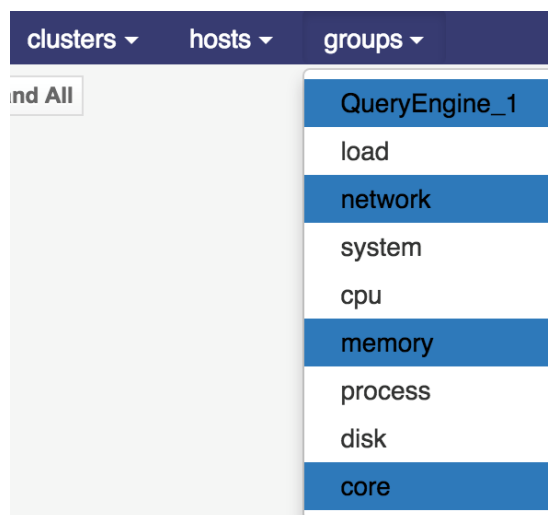 clusters hosts groups
nd All
QueryEngine_1
load
network
system
cpu
memory
process
disk
core